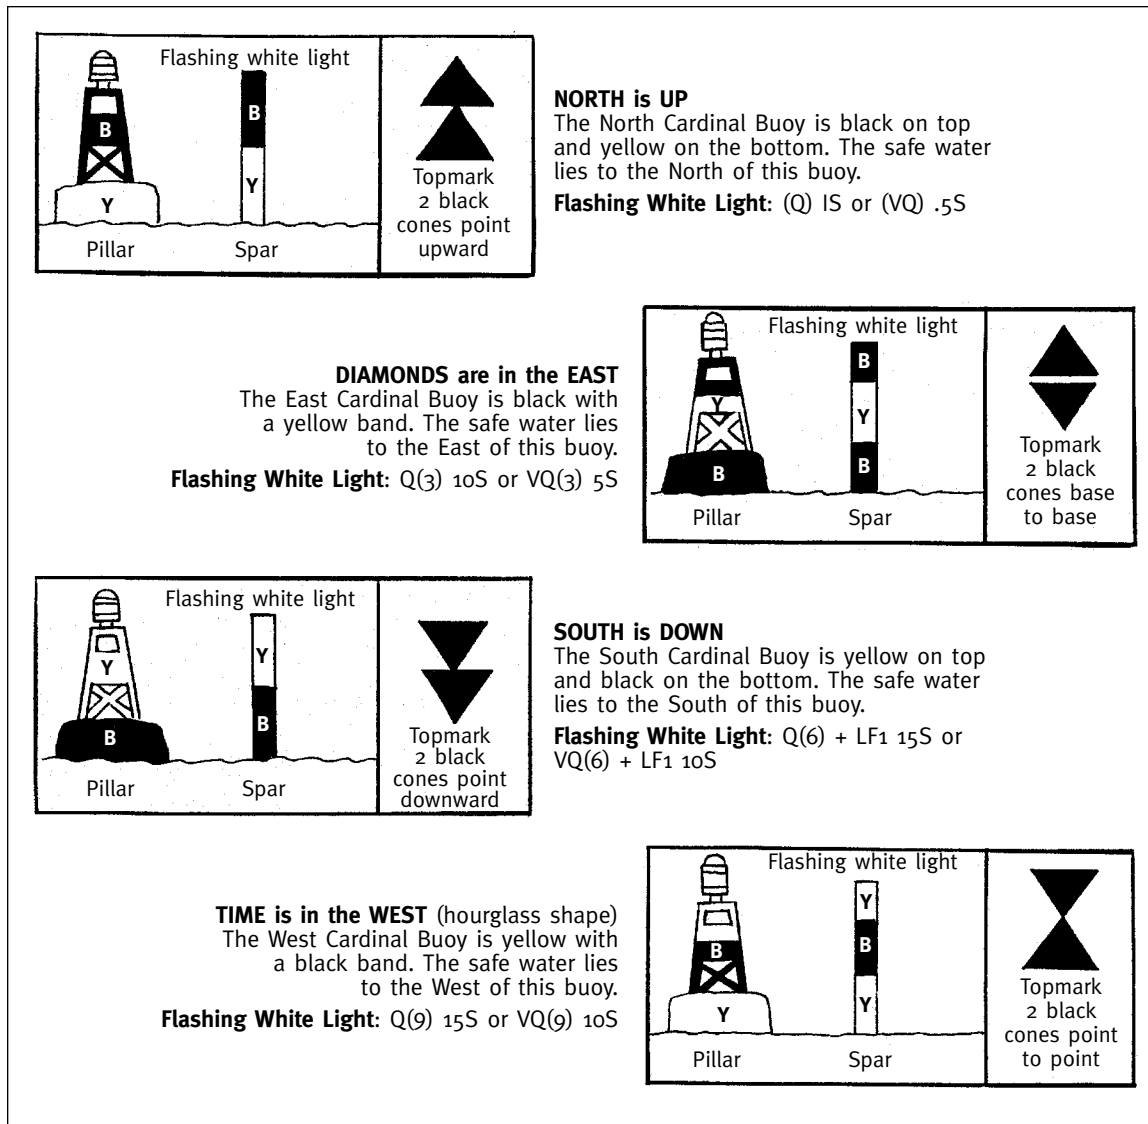 Flashing white light
B
B
Y
Y
Pillar
Spar
Topmark
2 black
cones point
upward
NORTH is UP
The North Cardinal Buoy is black on top
and yellow on the bottom. The safe water
lies to the North of this buoy.
Flashing White Light: (Q) IS or (VQ) .5S
DIAMONDS are in the EAST
The East Cardinal Buoy is black with
a yellow band. The safe water lies
to the East of this buoy.
Flashing White Light: Q(3) 10S or VQ(3) 5S
Flashing white light
B
Y
Y
B
B
Pillar
Spar
Topmark
2 black
cones base
to base
Flashing white light
Y
Y
B
B
Pillar
Spar
Topmark
2 black
cones point
downward
SOUTH is DOWN
The South Cardinal Buoy is yellow on top
and black on the bottom. The safe water
lies to the South of this buoy.
Flashing White Light: Q(6) + LF1 15S or
VQ(6) + LF1 10S
TIME is in the WEST (hourglass shape)
The West Cardinal Buoy is yellow with
a black band. The safe water lies
to the West of this buoy.
Flashing White Light: Q(9) 15S or VQ(9) 10S
Flashing white light
Y
B
B
Y
Y
Pillar
Spar
Topmark
2 black
cones point
to point